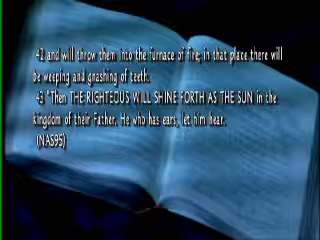 42 and will throw them into the furnace of fire; in that place there will
be weeping and gnashing of teeth.
43 "Then THE RIGHTEOUS WILL SHINE FORTH AS THE SUN in the
kingdom of their Father. He who has ears, let him hear.
(NAS95)